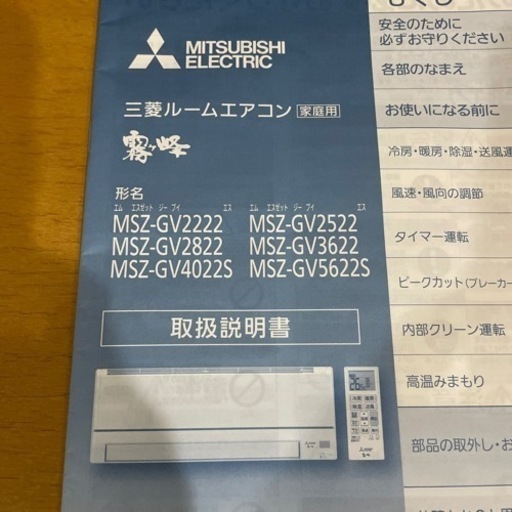 MITSUBISHI
ELECTRIC
三菱ルームエアコン 家庭用
霧ヶ峰
形名
エム エスゼット ジー ブイ エス エム エスゼット ジー ブイ エス
MSZ-GV2222 MSZ-GV2522
MSZ-GV2822 MSZ-GV3622
MSZ-GV4022S MSZ-GV5622S
取扱説明書
安全のために
必ずお守りください
各部のなまえ
お使いになる前に
冷房・暖房・除湿・送風運
風速・風向の調節
タイマー運転
ピークカット(ブレーカー
内部クリーン運転
高温みまもり
部品の取外し・お